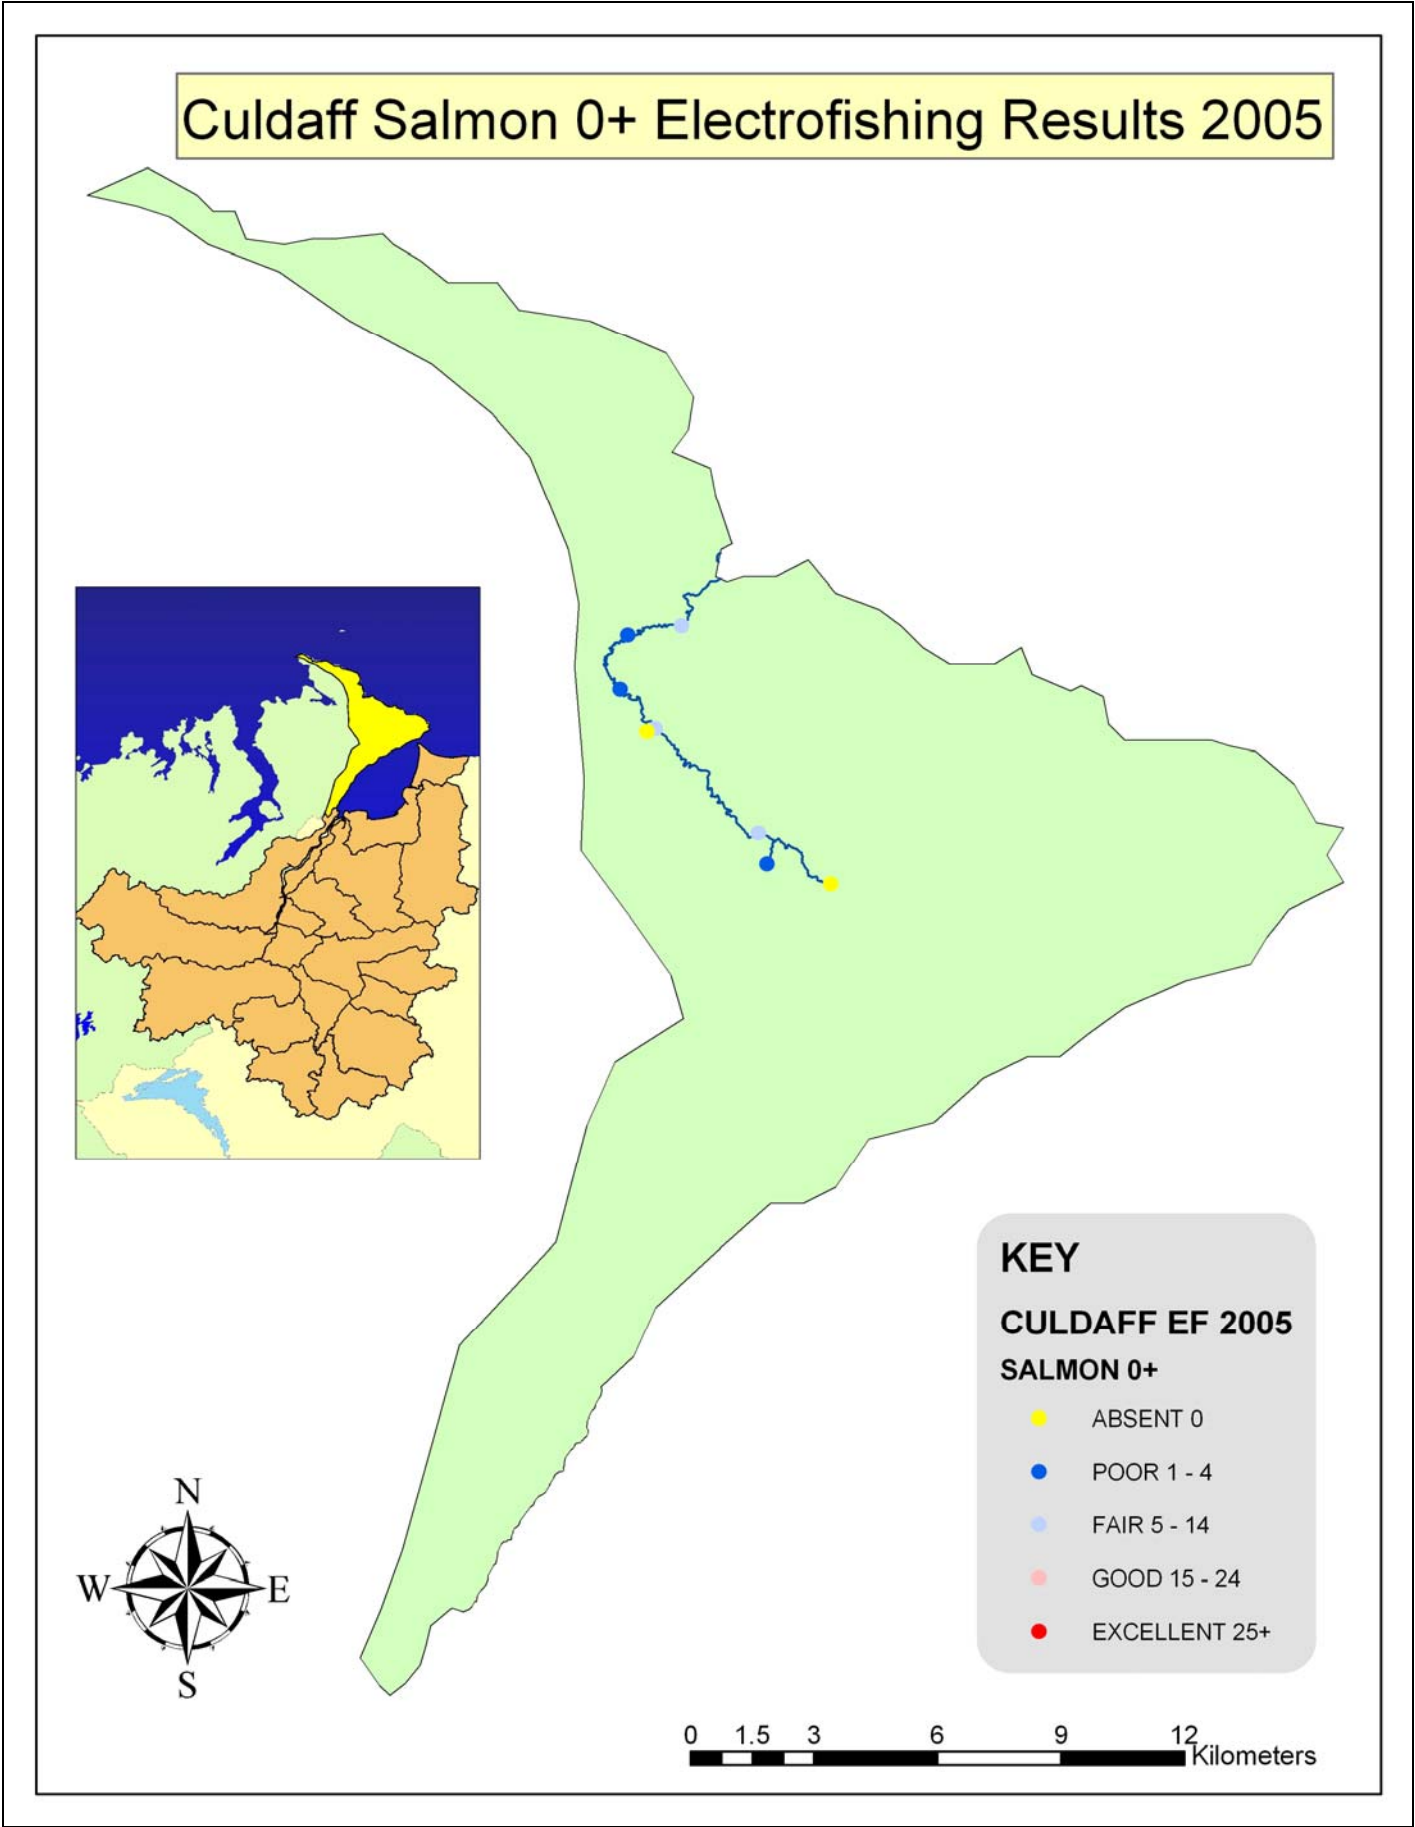 Culdaff Salmon 0+ Electrofishing Results 2005
KEY
CULDAFF EF 2005
SALMON 0+
ABSENT 0
POOR 1 - 4
FAIR 5 - 14
GOOD 15 - 24
EXCELLENT 25+
N
W E
S
0 1.5 3 6 9 12
Kilometers